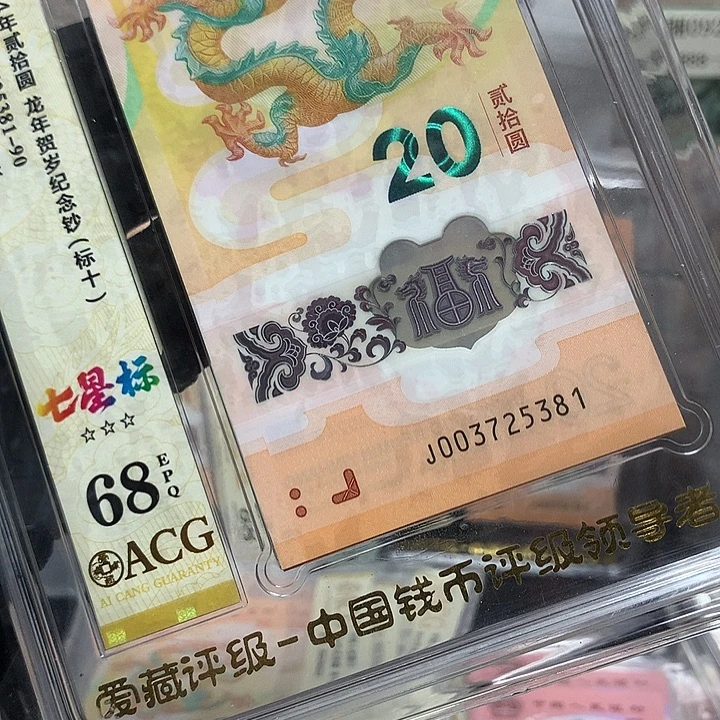 年贰拾圆 龙年贺岁纪念钞(标十)
5381-90
七星标
☆☆☆
68
EPQ
ACG
AI CANG GUARANTY
贰拾圆
20
福
J003725381
爱藏评级-中国钱币评级领导者